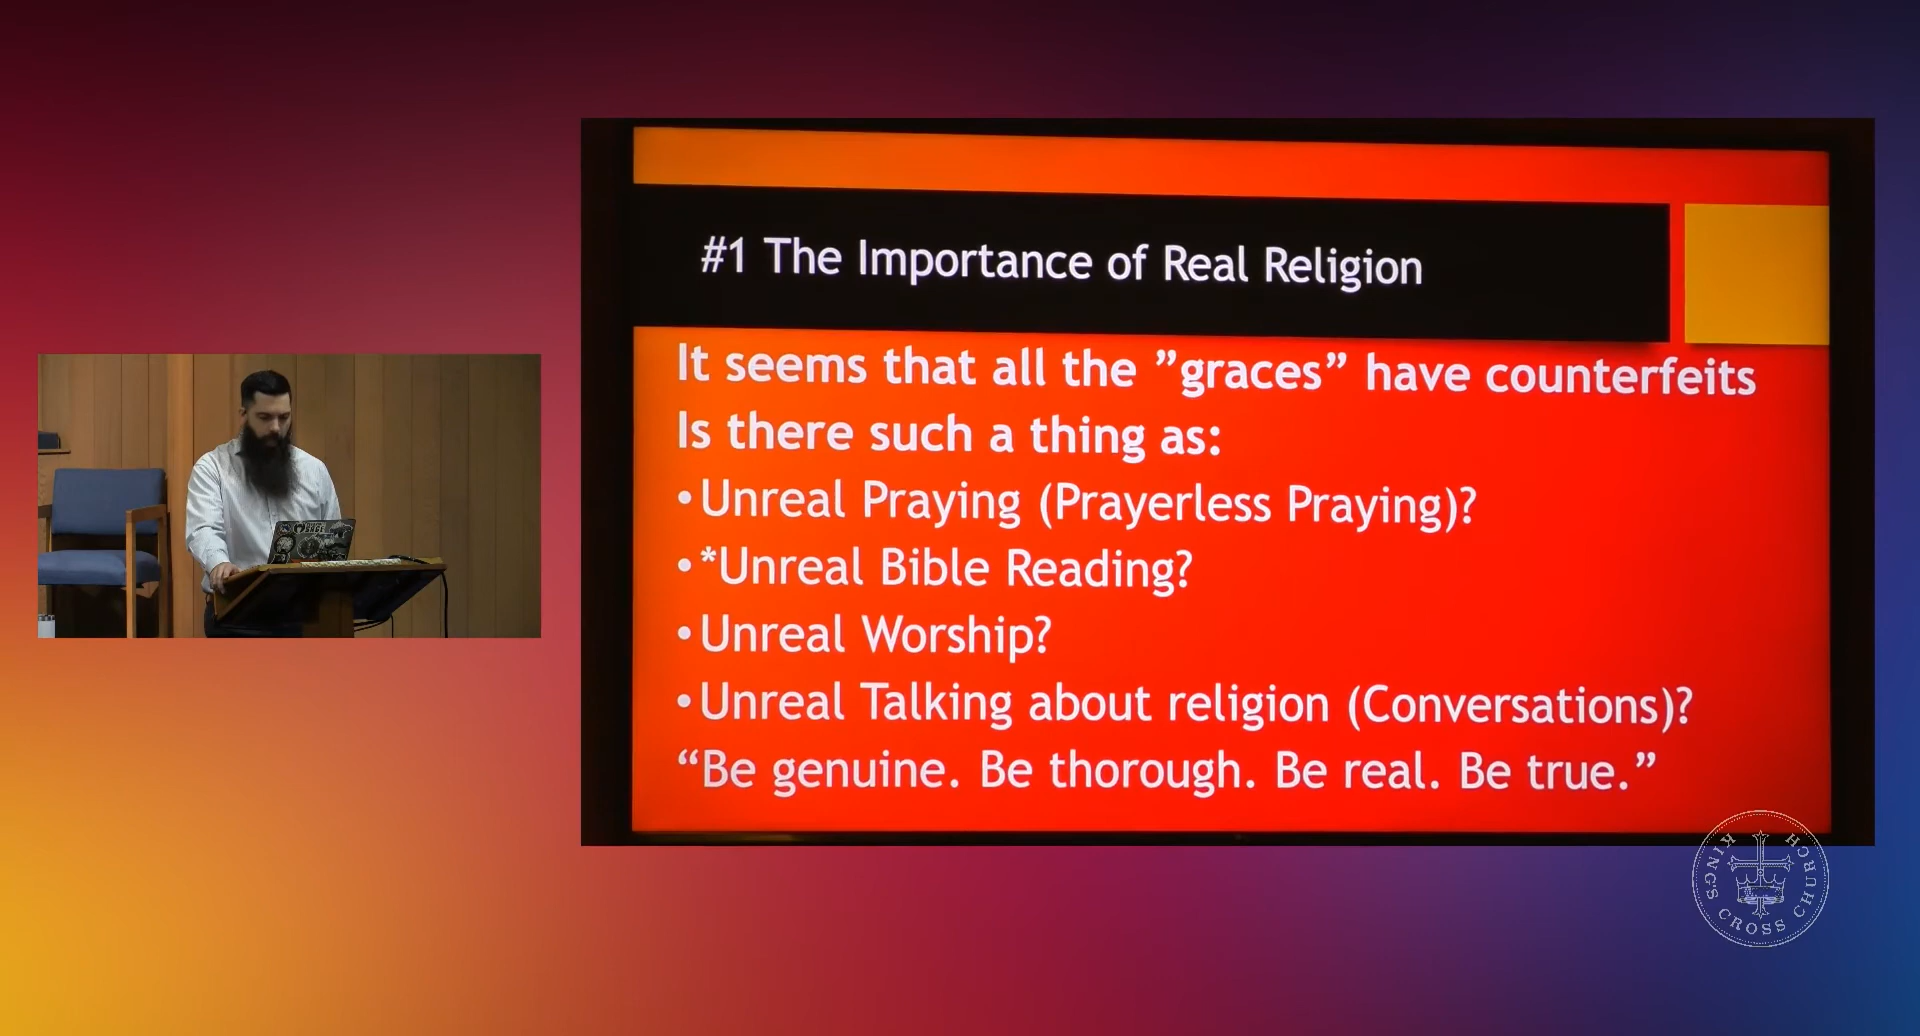 #1 The Importance of Real Religion
It seems that all the ”graces” have counterfeits
Is there such a thing as:
•Unreal Praying (Prayerless Praying)?
•*Unreal Bible Reading?
•Unreal Worship?
•Unreal Talking about religion (Conversations)?
“Be genuine. Be thorough. Be real. Be true.”
KING'S CROSS CHURCH